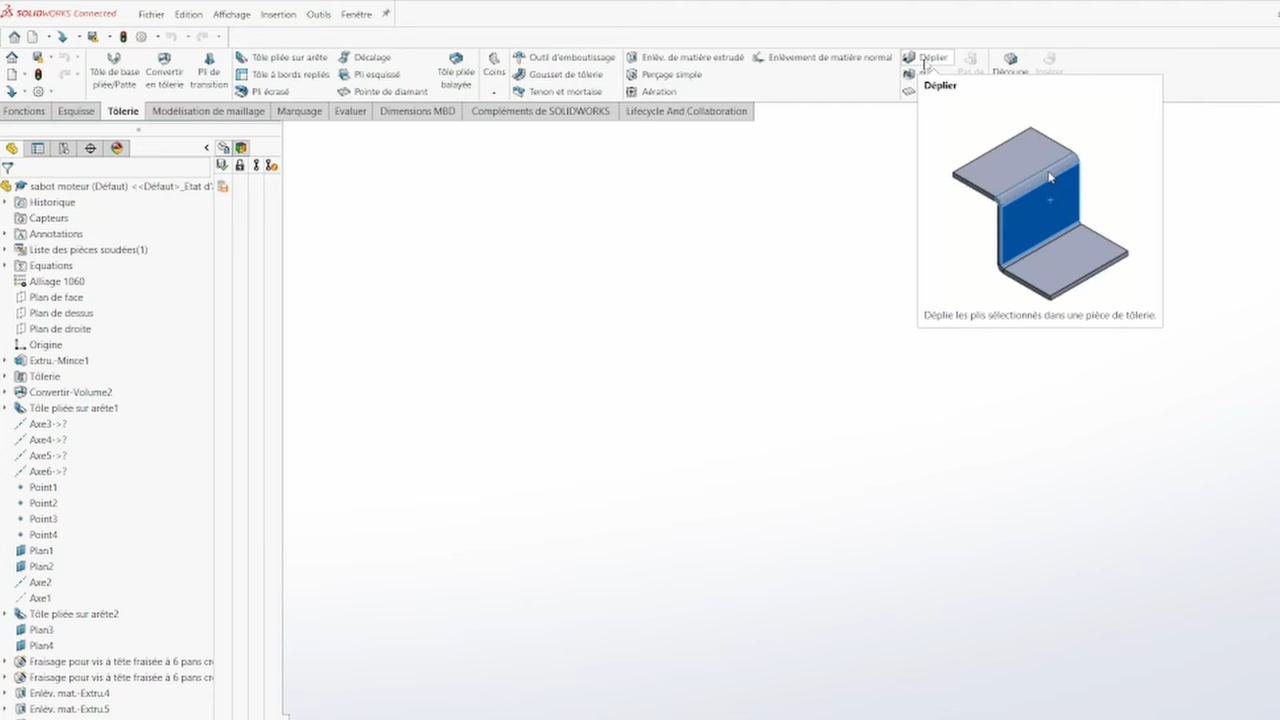 SOLIDWORKS Connected
Fichier Edition Affichage Insertion Outils Fenêtre
Tôle de base pliée/Patte
Convertir en tôlerie
Pli de transition
Tôle pliée sur arête
Tôle à bords repliés
Pli écrasé
Décalage
Pli esquissé
Pointe de diamant
Tôle pliée balayée
Coins
Outil d'emboutissage
Gousset de tôlerie
Tenon et mortaise
Enlèv. de matière extrudé
Perçage simple
Aération
Enlèvement de matière normal
Déplier
Découpe
Insérer
Fonctions Esquisse Tôlerie Modélisation de maillage Marquage Evaluer Dimensions MBD Compléments de SOLIDWORKS Lifecycle And Collaboration
Déplier
Déplie les plis sélectionnés dans une pièce de tôlerie.
sabot moteur (Défaut) <<Défaut>_Etat d'
Historique
Capteurs
Annotations
Liste des pièces soudées(1)
Equations
Alliage 1060
Plan de face
Plan de dessus
Plan de droite
Origine
Extru.-Mince1
Tôlerie
Convertir-Volume2
Tôle pliée sur arête1
Axe3->?
Axe4->?
Axe5->?
Axe6->?
Point1
Point2
Point3
Point4
Plan1
Plan2
Axe2
Axe1
Tôle pliée sur arête2
Plan3
Plan4
Fraisage pour vis à tête fraisée à 6 pans cr
Fraisage pour vis à tête fraisée à 6 pans cr
Enlèv. mat.-Extru.4
Enlèv. mat.-Extru.5